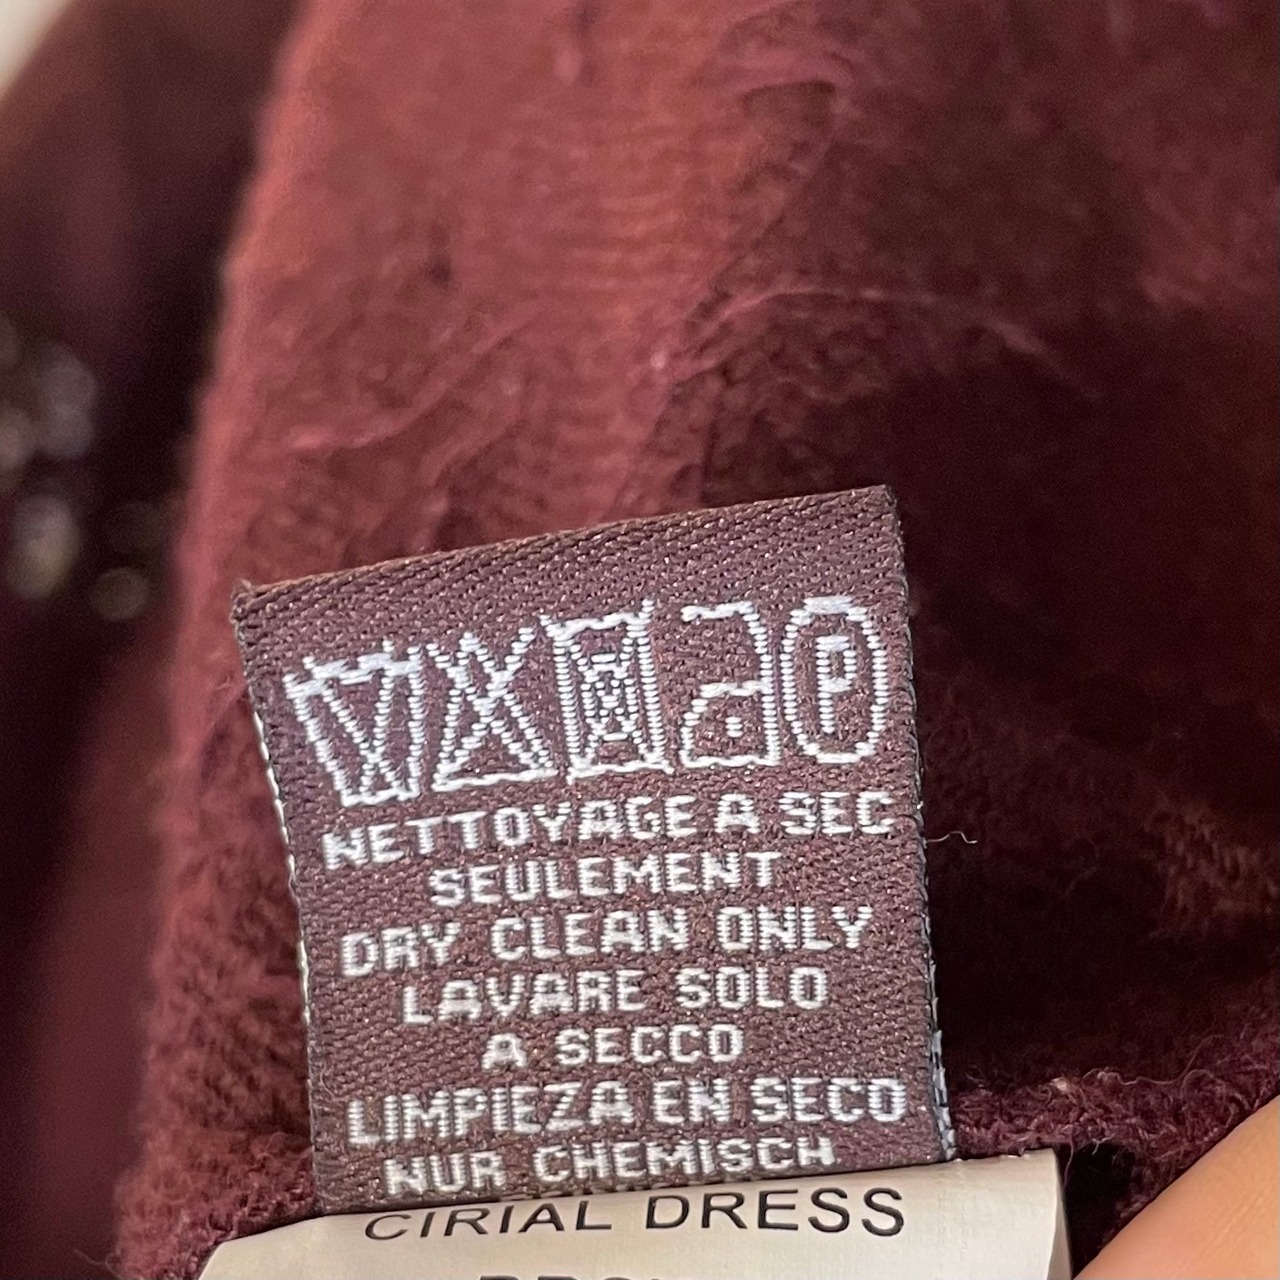 P
NETTOYAGE A SEC
SEULEMENT
DRY CLEAN ONLY
LAVARE SOLO
A SECCO
LIMPIEZA EN SECO
NUR CHEMISCH
CIRIAL DRESS